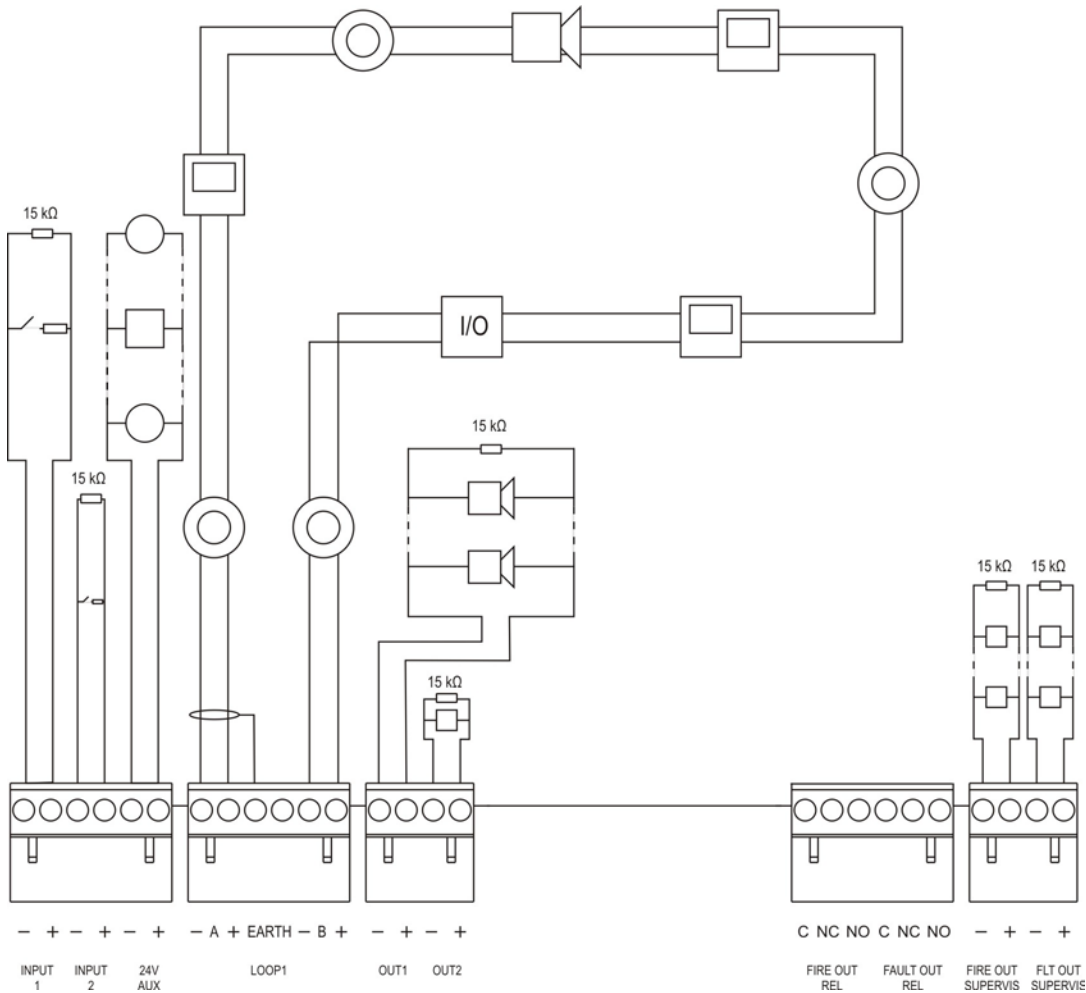 15 kΩ
I/O
15 kΩ
15 kΩ
15 kΩ 15 kΩ
15 kΩ
− + − + − + − A + EARTH − B + − + − + C NC NO C NC NO − + − +
INPUT 1
INPUT 2
24V AUX
LOOP1
OUT1
OUT2
FIRE OUT REL
FAULT OUT REL
FIRE OUT SUPERVIS
FLT OUT SUPERVIS